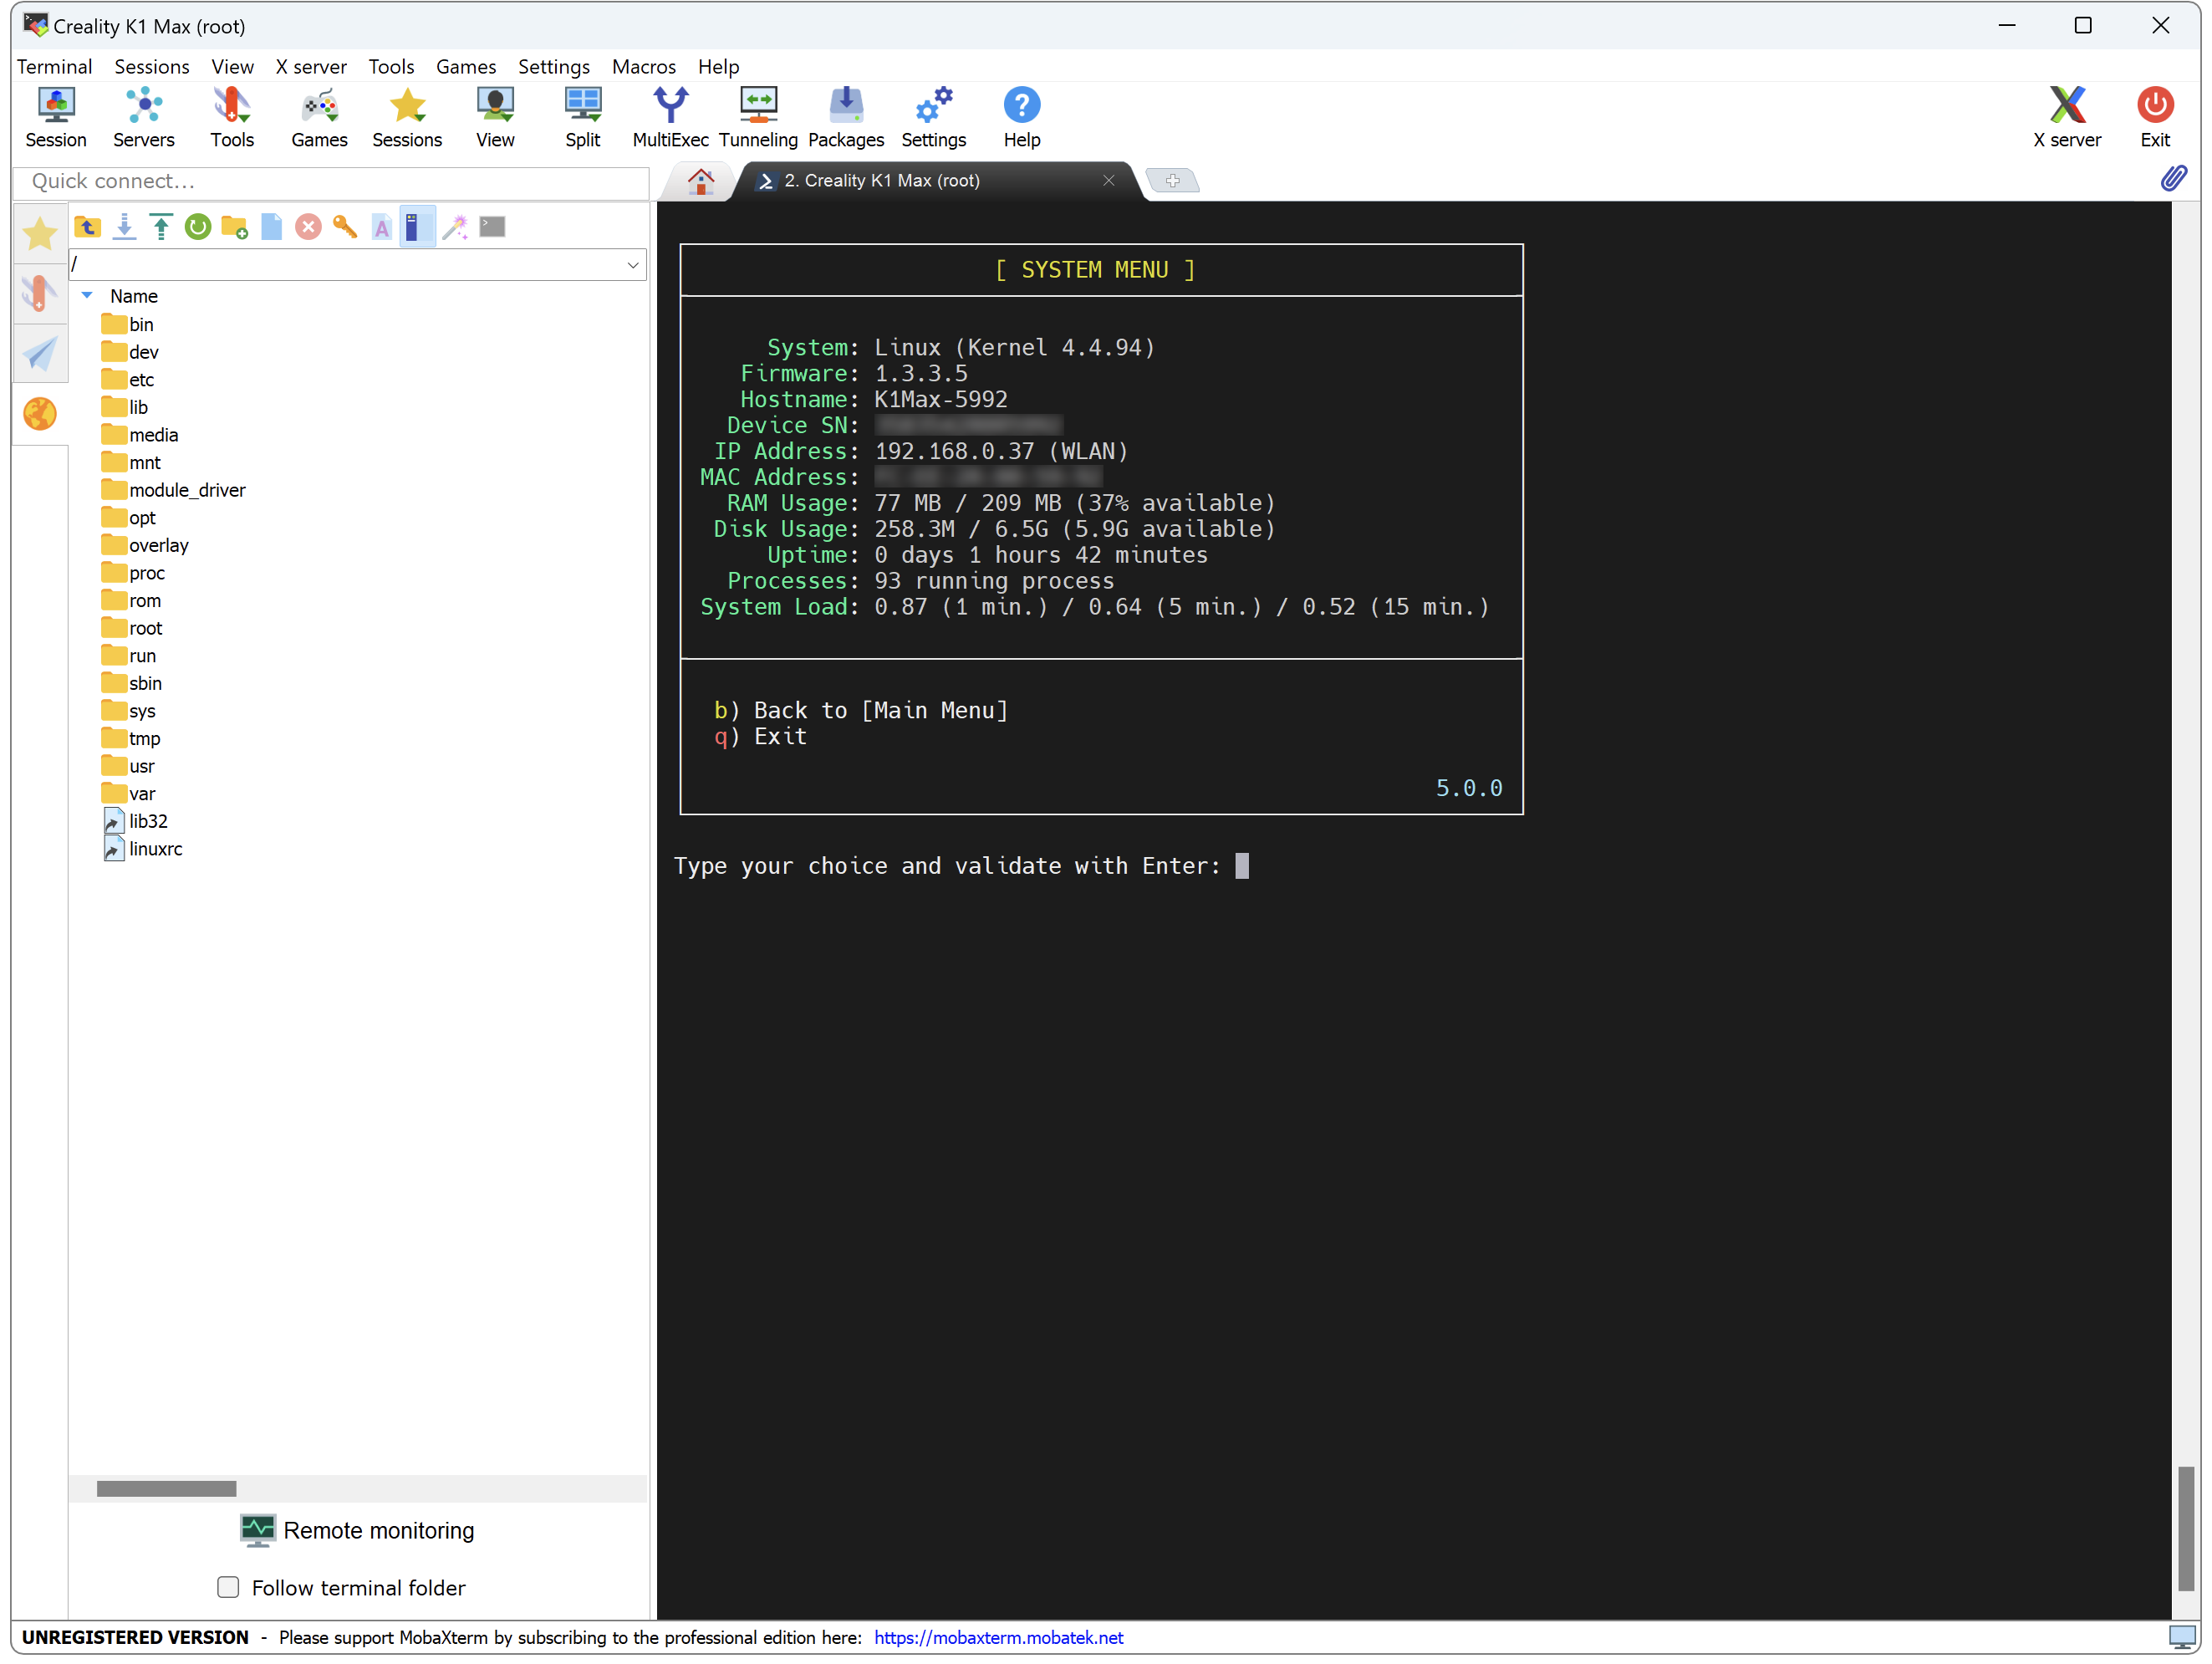 Creality K1 Max (root)
Terminal Sessions View X server Tools Games Settings Macros Help
Session Servers Tools Games Sessions View Split MultiExec Tunneling Packages Settings Help X server Exit
Quick connect...
2. Creality K1 Max (root)
/
Name
bin
dev
etc
lib
media
mnt
module_driver
opt
overlay
proc
rom
root
run
sbin
sys
tmp
usr
var
lib32
linuxrc
Remote monitoring
Follow terminal folder
[ SYSTEM MENU ]
System: Linux (Kernel 4.4.94)
Firmware: 1.3.3.5
Hostname: K1Max-5992
Device SN:
IP Address: 192.168.0.37 (WLAN)
MAC Address:
RAM Usage: 77 MB / 209 MB (37% available)
Disk Usage: 258.3M / 6.5G (5.9G available)
Uptime: 0 days 1 hours 42 minutes
Processes: 93 running process
System Load: 0.87 (1 min.) / 0.64 (5 min.) / 0.52 (15 min.)
b) Back to [Main Menu]
q) Exit
5.0.0
Type your choice and validate with Enter:
UNREGISTERED VERSION - Please support MobaXterm by subscribing to the professional edition here: https://mobaxterm.mobatek.net